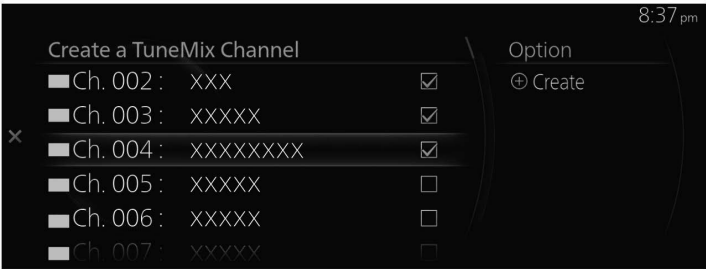 8:37 pm
Create a TuneMix Channel
Ch. 002 : XXX
Ch. 003 : XXXXX
Ch. 004 : XXXXXXXX
Ch. 005 : XXXXX
Ch. 006 : XXXXX
Ch. 007 : XXXXX
Option
Create